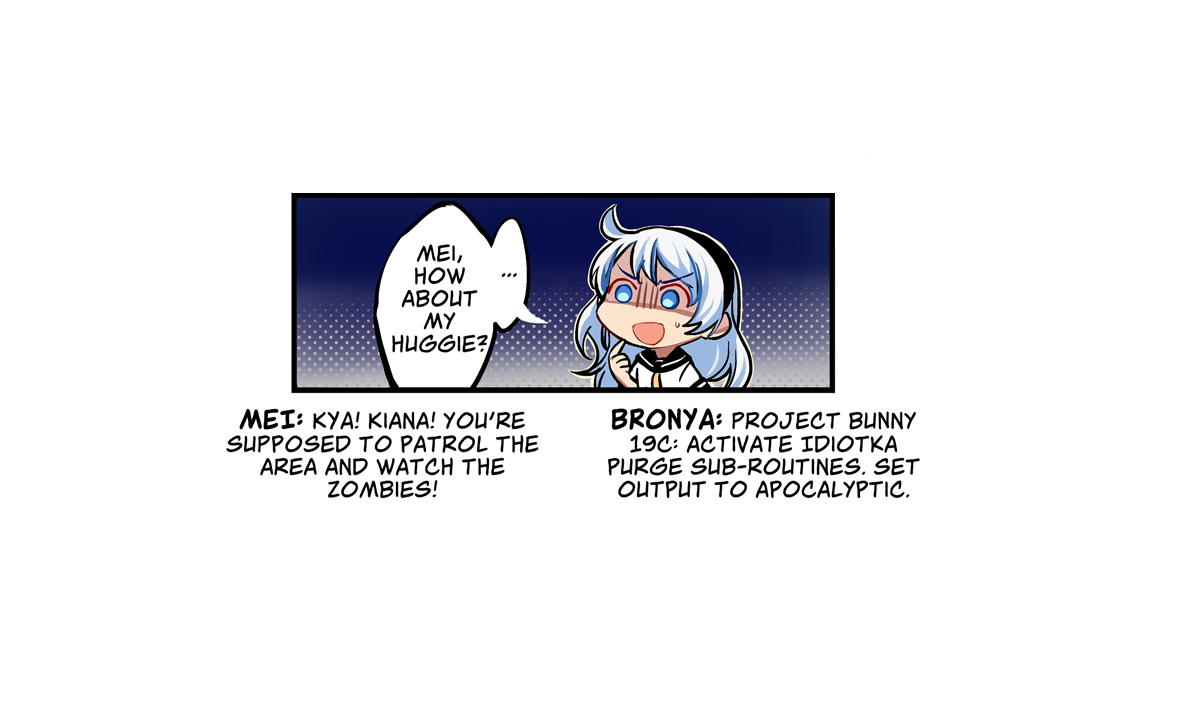 MEI,
HOW
ABOUT
MY
HUGGIE?
...
MEI: KYA! KIANA! YOU'RE
SUPPOSED TO PATROL THE
AREA AND WATCH THE
ZOMBIES!
BRONYA: PROJECT BUNNY
19C: ACTIVATE IDIOTKA
PURGE SUB-ROUTINES. SET
OUTPUT TO APOCALYPTIC.